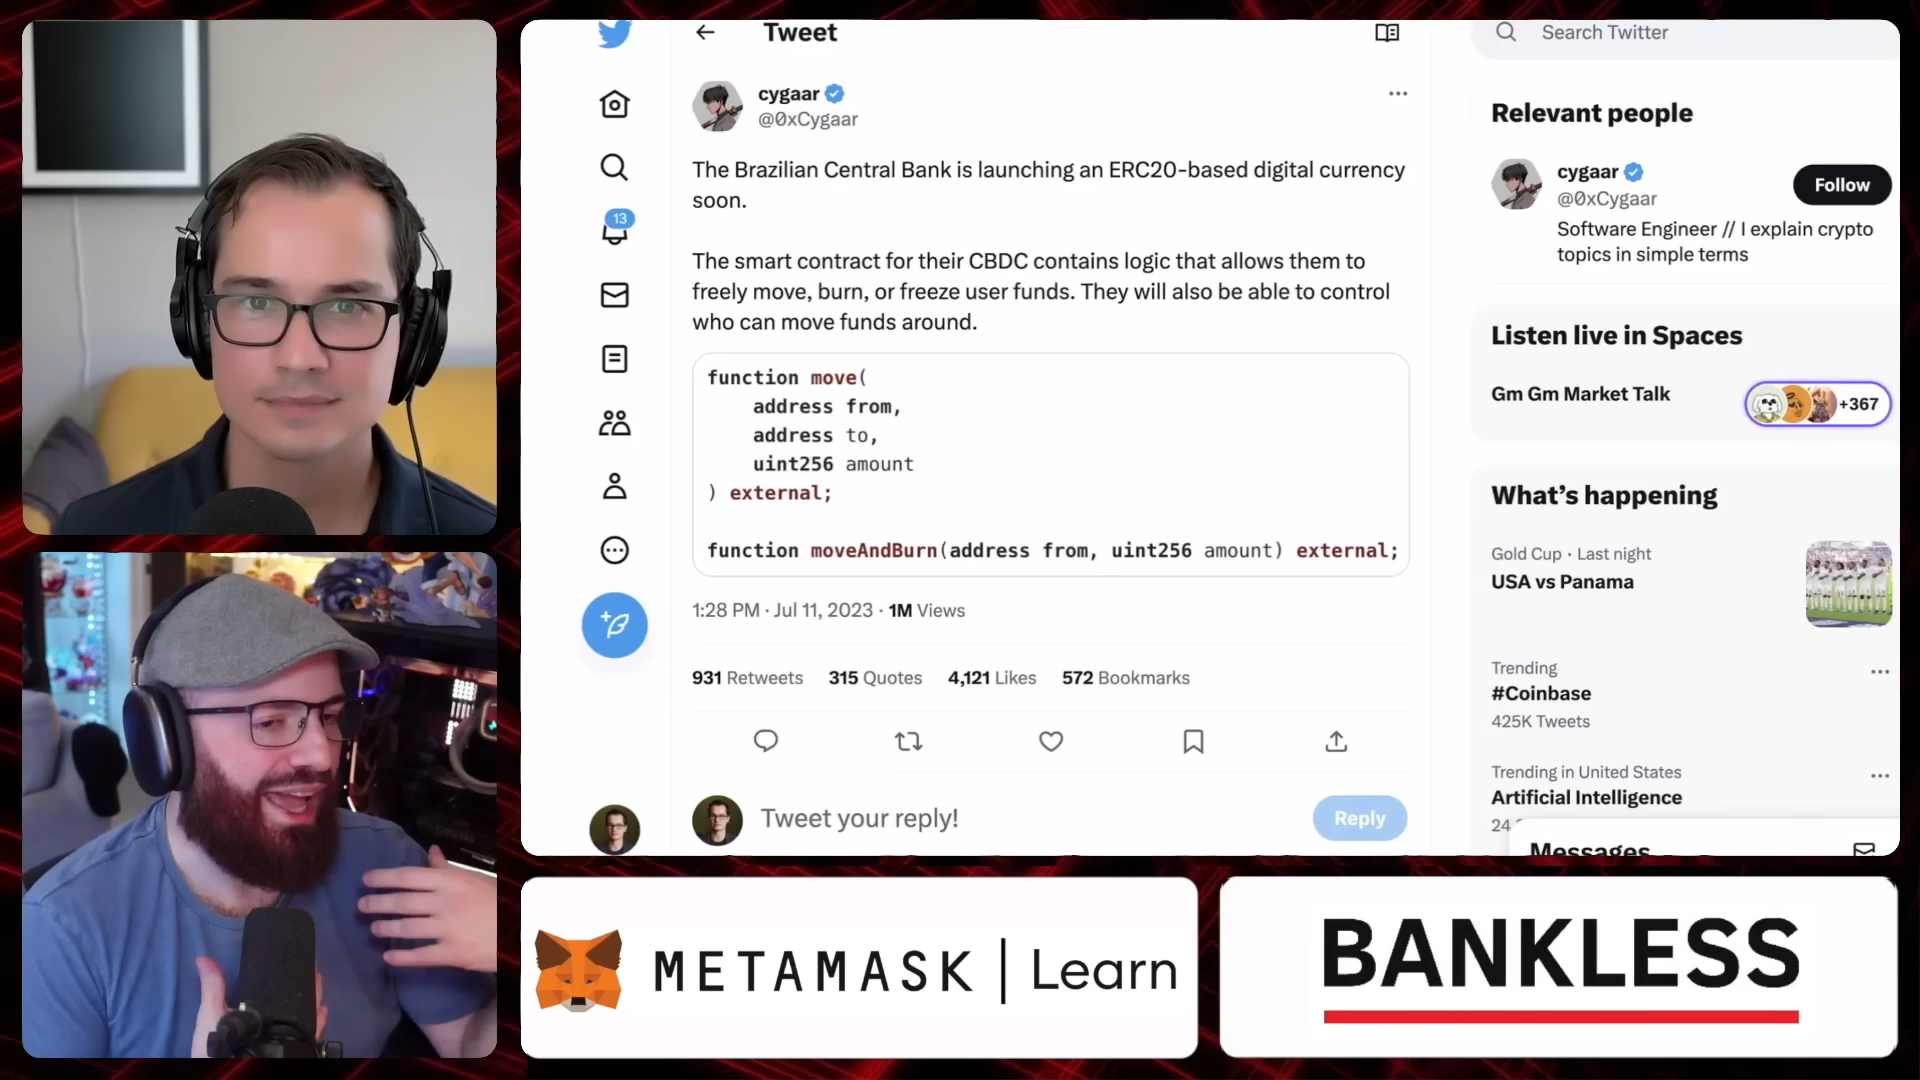 Tweet
cygaar
@0xCygaar
The Brazilian Central Bank is launching an ERC20-based digital currency
soon.
The smart contract for their CBDC contains logic that allows them to
freely move, burn, or freeze user funds. They will also be able to control
who can move funds around.
function move(
address from,
address to,
uint256 amount
) external;
function moveAndBurn(address from, uint256 amount) external;
1:28 PM · Jul 11, 2023 · 1M Views
931 Retweets 315 Quotes 4,121 Likes 572 Bookmarks
Tweet your reply!
Reply
13
Search Twitter
Relevant people
cygaar
@0xCygaar
Follow
Software Engineer // I explain crypto
topics in simple terms
Listen live in Spaces
Gm Gm Market Talk
+367
What's happening
Gold Cup · Last night
USA vs Panama
Trending
#Coinbase
425K Tweets
Trending in United States
Artificial Intelligence
Messages
METAMASK | Learn
BANKLESS